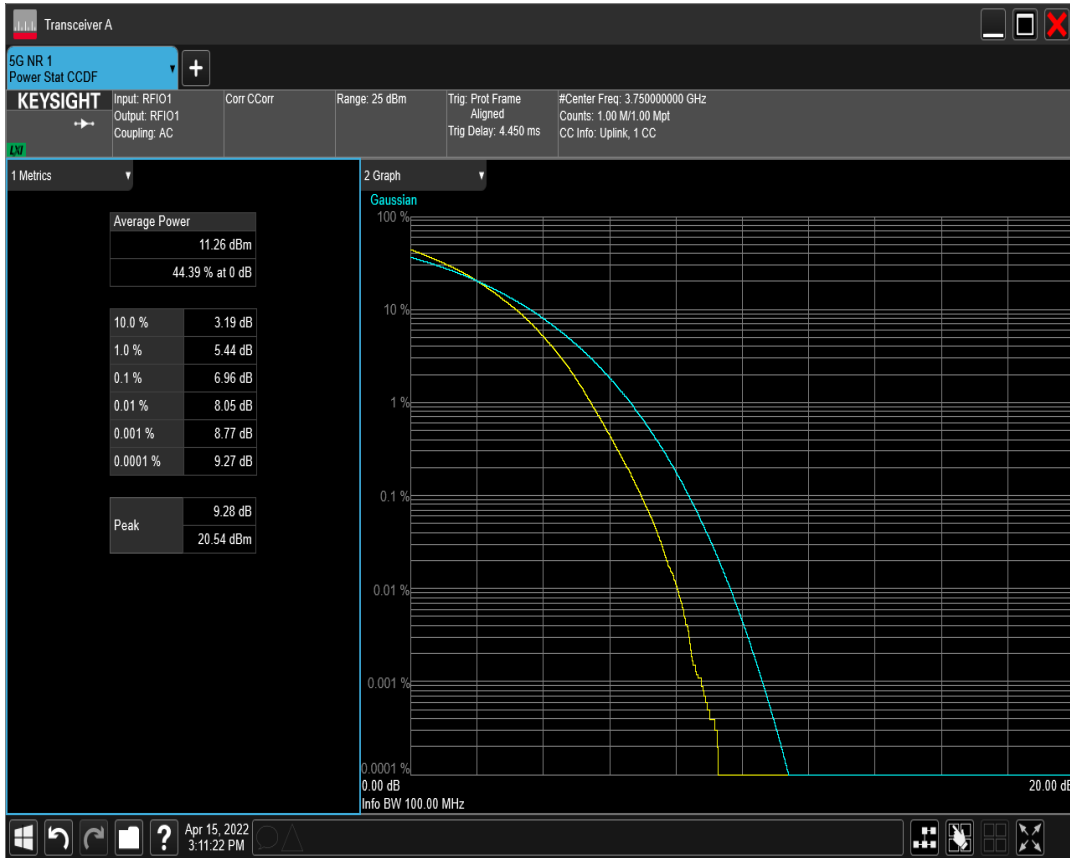 Transceiver A
5G NR 1
Power Stat CCDF
+
KEYSIGHT
LXI
Input: RFIO1
Output: RFIO1
Coupling: AC
Corr CCorr
Range: 25 dBm
Trig: Prot Frame
Aligned
Trig Delay: 4.450 ms
#Center Freq: 3.750000000 GHz
Counts: 1.00 M/1.00 Mpt
CC Info: Uplink, 1 CC
1 Metrics
Average Power
11.26 dBm
44.39 % at 0 dB
10.0 % 3.19 dB
1.0 % 5.44 dB
0.1 % 6.96 dB
0.01 % 8.05 dB
0.001 % 8.77 dB
0.0001 % 9.27 dB
Peak
9.28 dB
20.54 dBm
2 Graph
Gaussian
100 %
10 %
1 %
0.1 %
0.01 %
0.001 %
0.0001 %
0.00 dB
20.00 dB
Info BW 100.00 MHz
?
Apr 15, 2022
3:11:22 PM